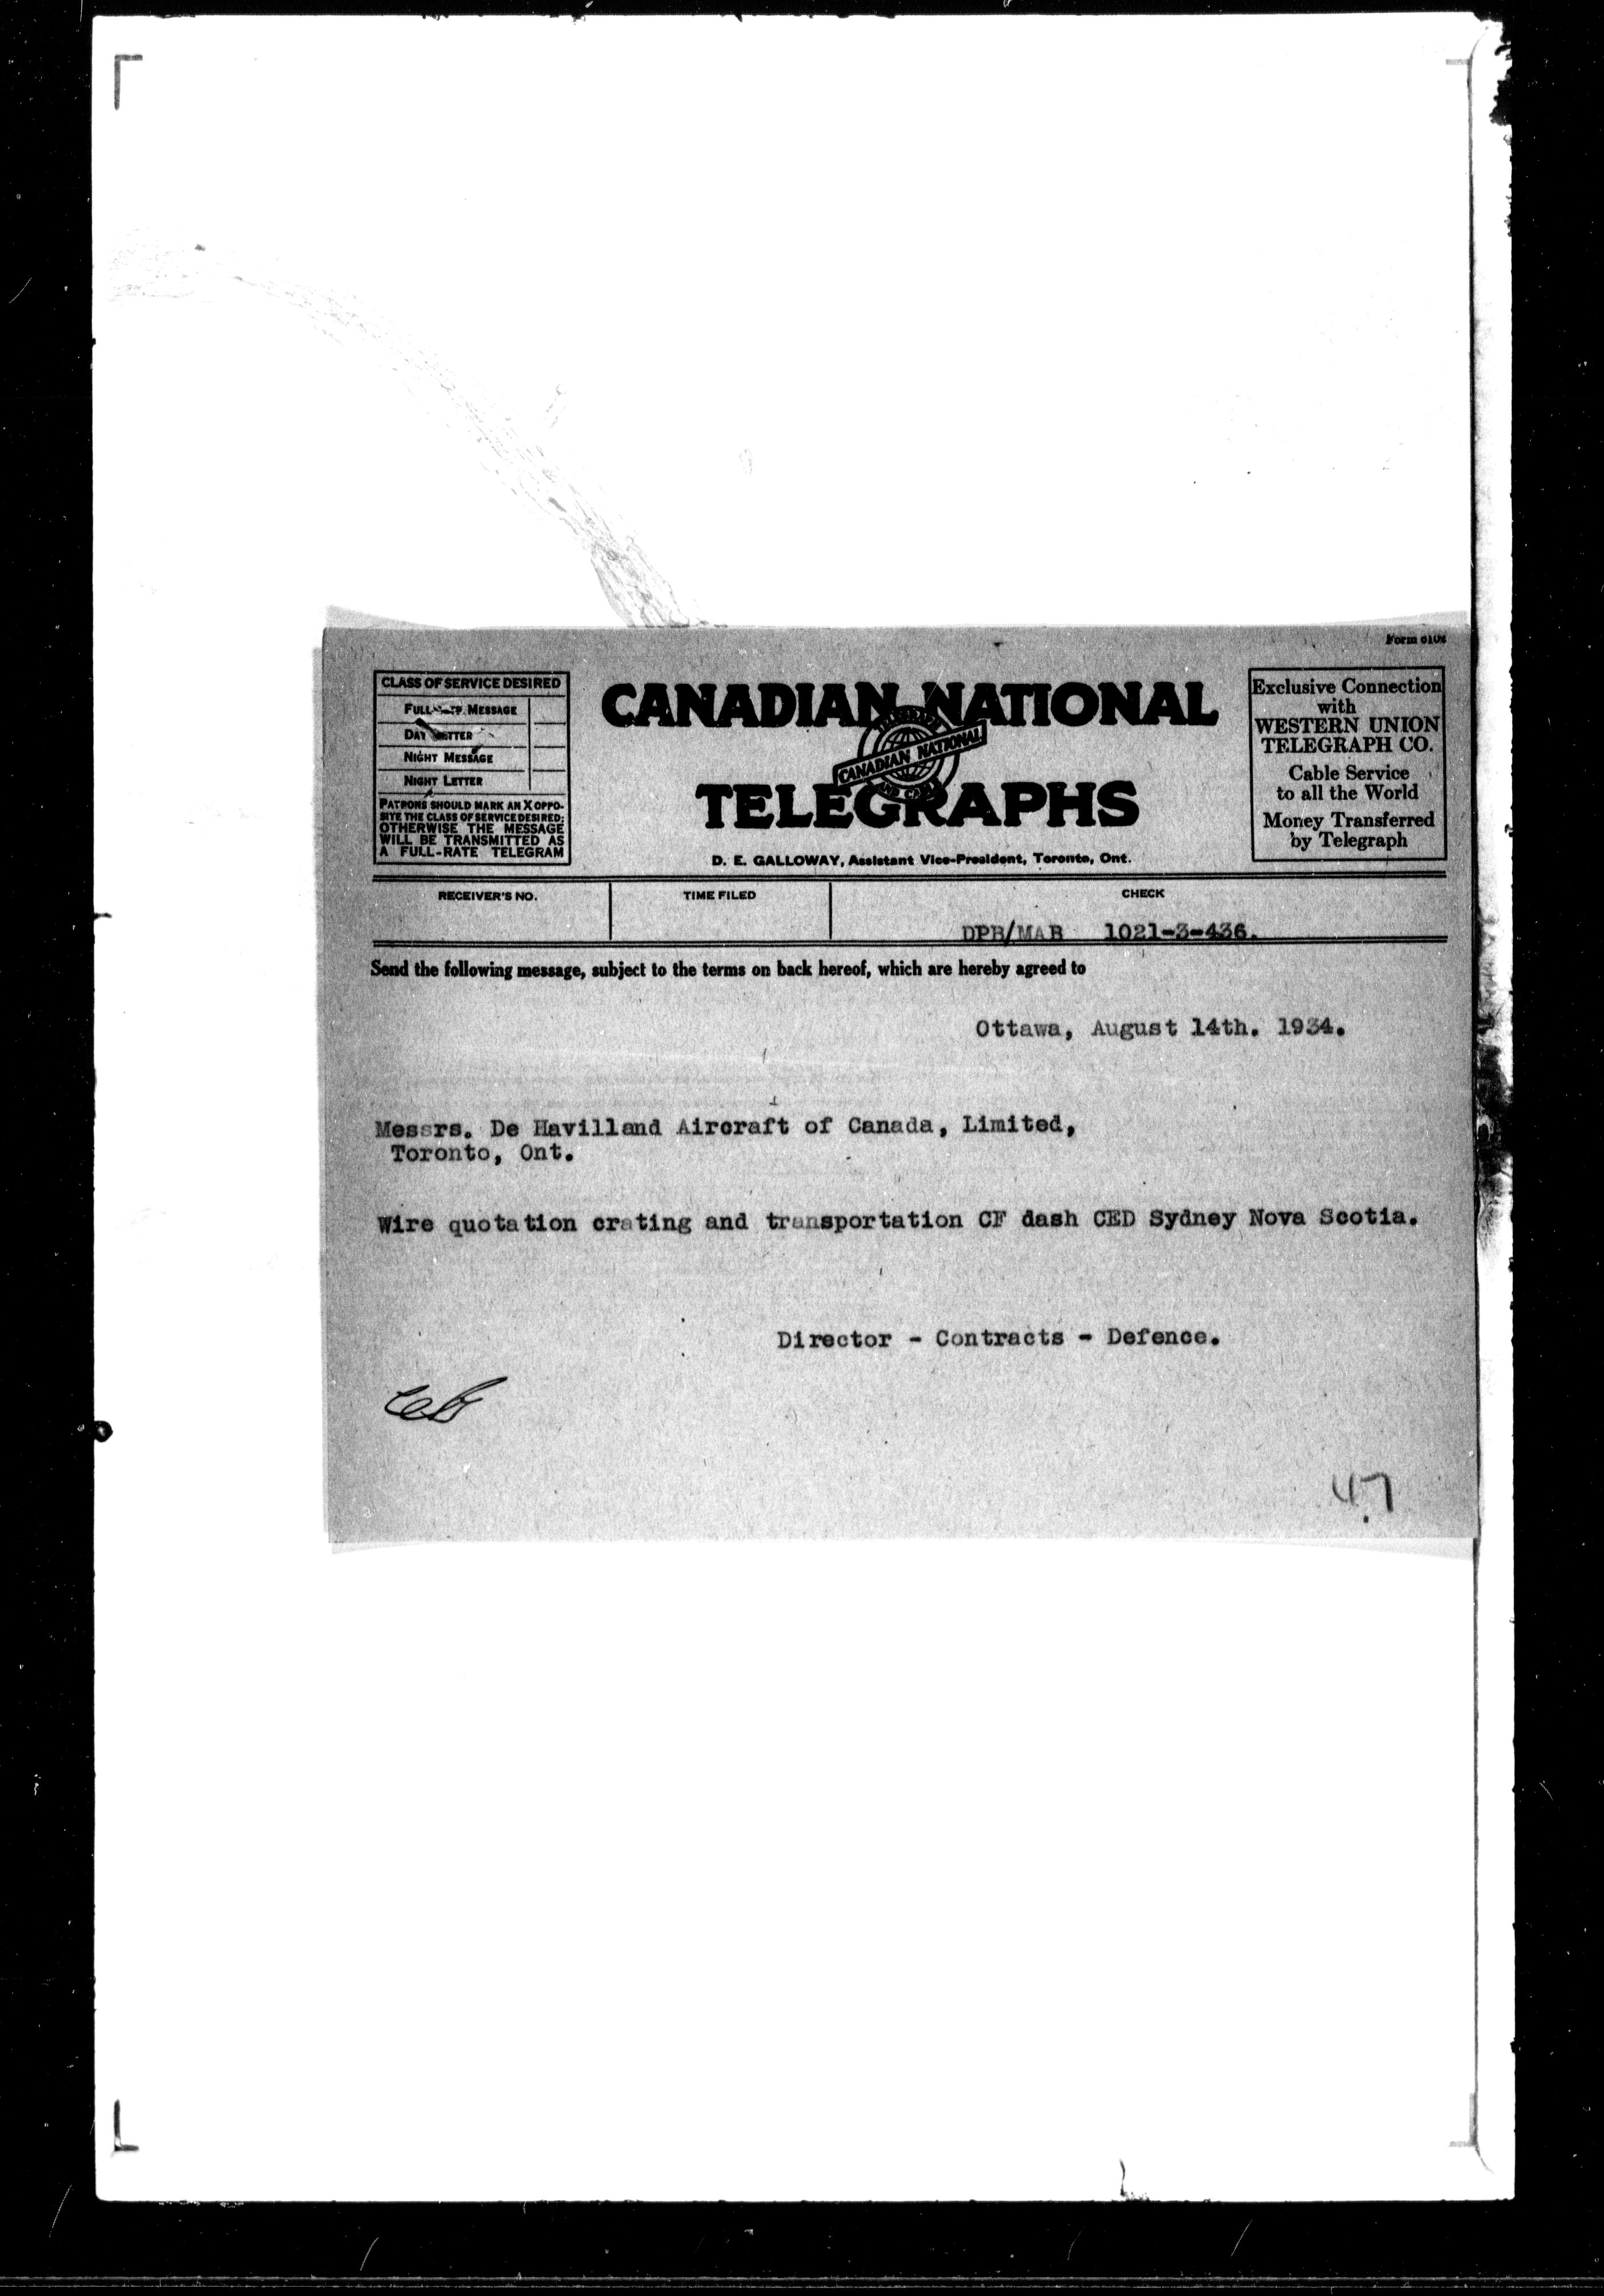 Form 6102
CLASS OF SERVICE DESIRED
FULL-RATE MESSAGE
DAY LETTER
NIGHT MESSAGE
NIGHT LETTER
PATRONS SHOULD MARK AN X OPPO-
SITE THE CLASS OF SERVICE DESIRED:
OTHERWISE THE MESSAGE
WILL BE TRANSMITTED AS
A FULL-RATE TELEGRAM
CANADIAN NATIONAL
TELEGRAPH
CANADIAN NATIONAL
AND CABLE
TELEGRAPHS
D. E. GALLOWAY, Assistant Vice-President, Toronto, Ont.
Exclusive Connection
with
WESTERN UNION
TELEGRAPH CO.
Cable Service
to all the World
Money Transferred
by Telegraph
RECEIVER'S NO.
TIME FILED
CHECK
DPB/MAB 1021-3-436.
Send the following message, subject to the terms on back hereof, which are hereby agreed to
Ottawa, August 14th. 1934.
Messrs. De Havilland Aircraft of Canada, Limited,
Toronto, Ont.
Wire quotation crating and transportation CF dash CED Sydney Nova Scotia.
Director - Contracts - Defence.
47